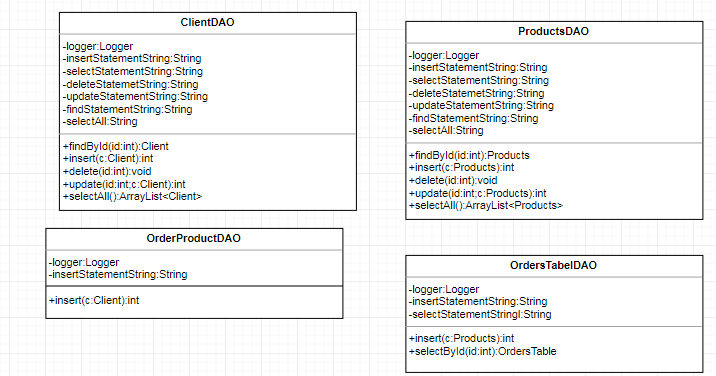 ClientDAO
-logger:Logger
-insertStatementString:String
-selectStatementString:String
-deleteStatemetString:String
-updateStatementString:String
-findStatementString:String
-selectAll:String
+findById(id:int):Client
+insert(c:Client):int
+delete(id:int):void
+update(id:int;c:Client):int
+selectAll():ArrayList<Client>
ProductsDAO
-logger:Logger
-insertStatementString:String
-selectStatementString:String
-deleteStatemetString:String
-updateStatementString:String
-findStatementString:String
-selectAll:String
+findById(id:int):Products
+insert(c:Products):int
+delete(id:int):void
+update(id:int;c:Products):int
+selectAll():ArrayList<Products>
OrderProductDAO
-logger:Logger
-insertStatementString:String
+insert(c:Client):int
OrdersTabelDAO
-logger:Logger
-insertStatementString:String
-selectStatementStringl:String
+insert(c:Products):int
+selectById(id:int):OrdersTable